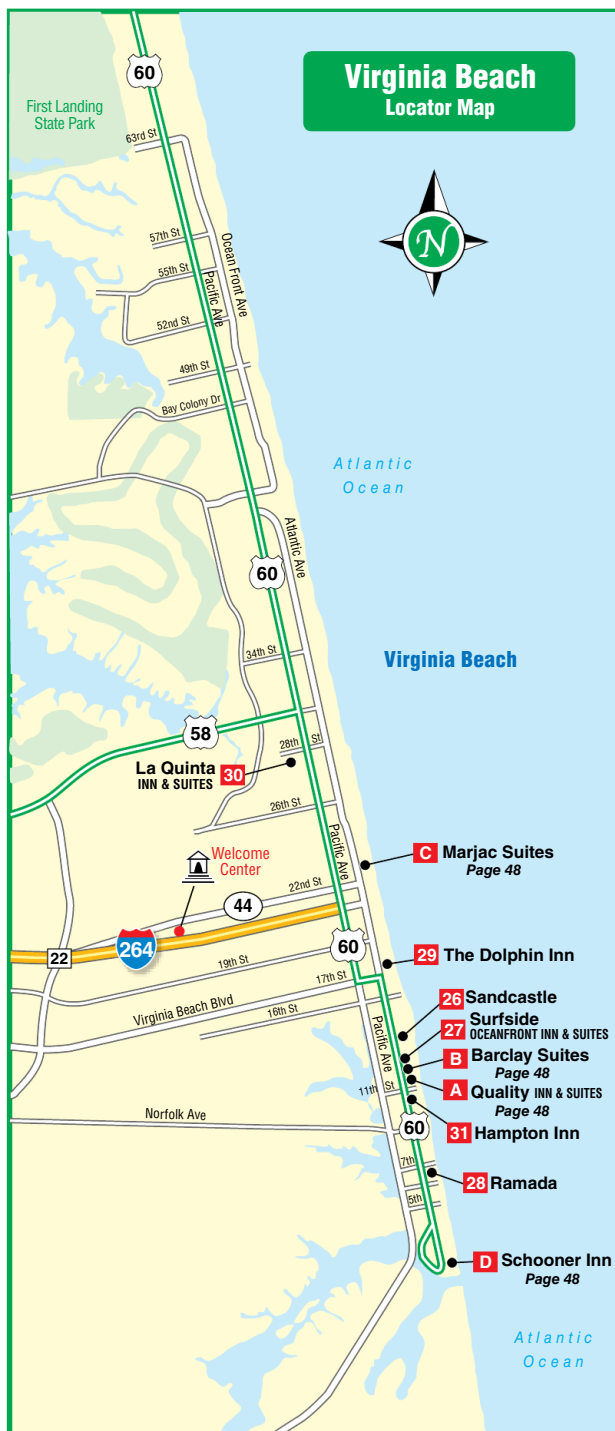 Virginia Beach
Locator Map
N
60
First Landing
State Park
63rd St
57th St
Ocean Front Ave
55th St
Pacific Ave
52nd St
49th St
Bay Colony Dr
Atlantic
Ocean
Atlantic Ave
60
34th St
Virginia Beach
58
28th St
La Quinta 30
INN & SUITES
26th St
Pacific Ave
C Marjac Suites
Page 48
Welcome
Center
22nd St
44
264
22
60
19th St
29 The Dolphin Inn
17th St
Virginia Beach Blvd
16th St
26 Sandcastle
27 Surfside
OCEANFRONT INN & SUITES
Pacific Ave
B Barclay Suites
Page 48
11th St
A Quality INN & SUITES
Page 48
Norfolk Ave
60
31 Hampton Inn
7th
28 Ramada
5th
D Schooner Inn
Page 48
Atlantic
Ocean